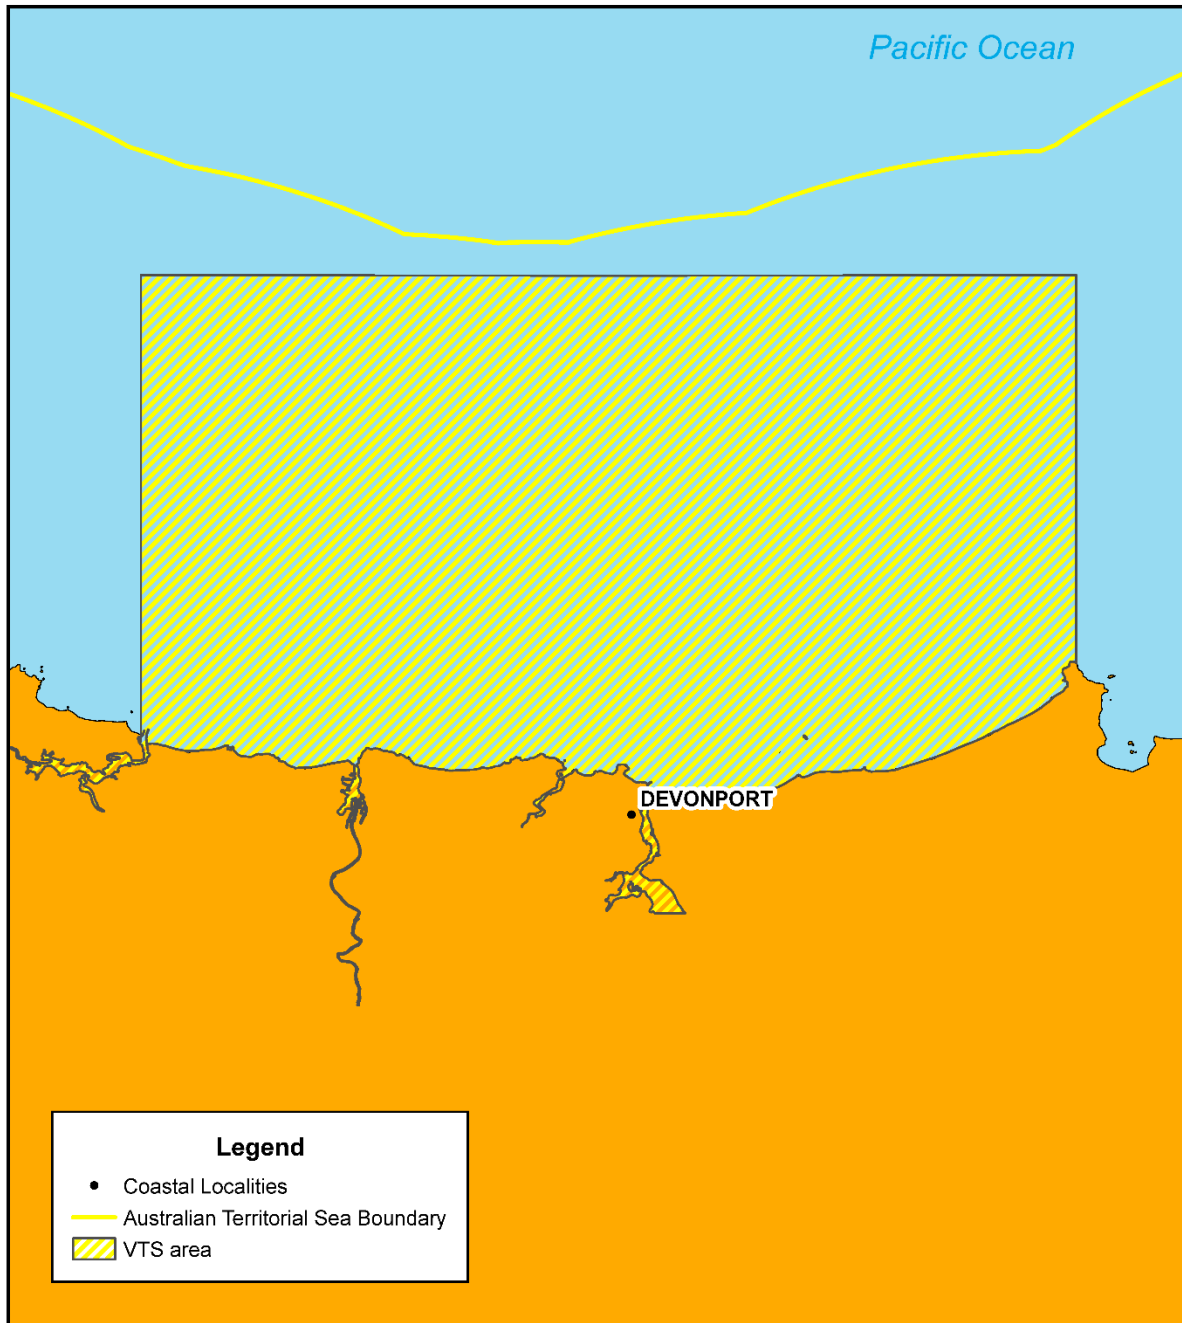 Pacific Ocean
DEVONPORT
Legend
Coastal Localities
Australian Territorial Sea Boundary
VTS area